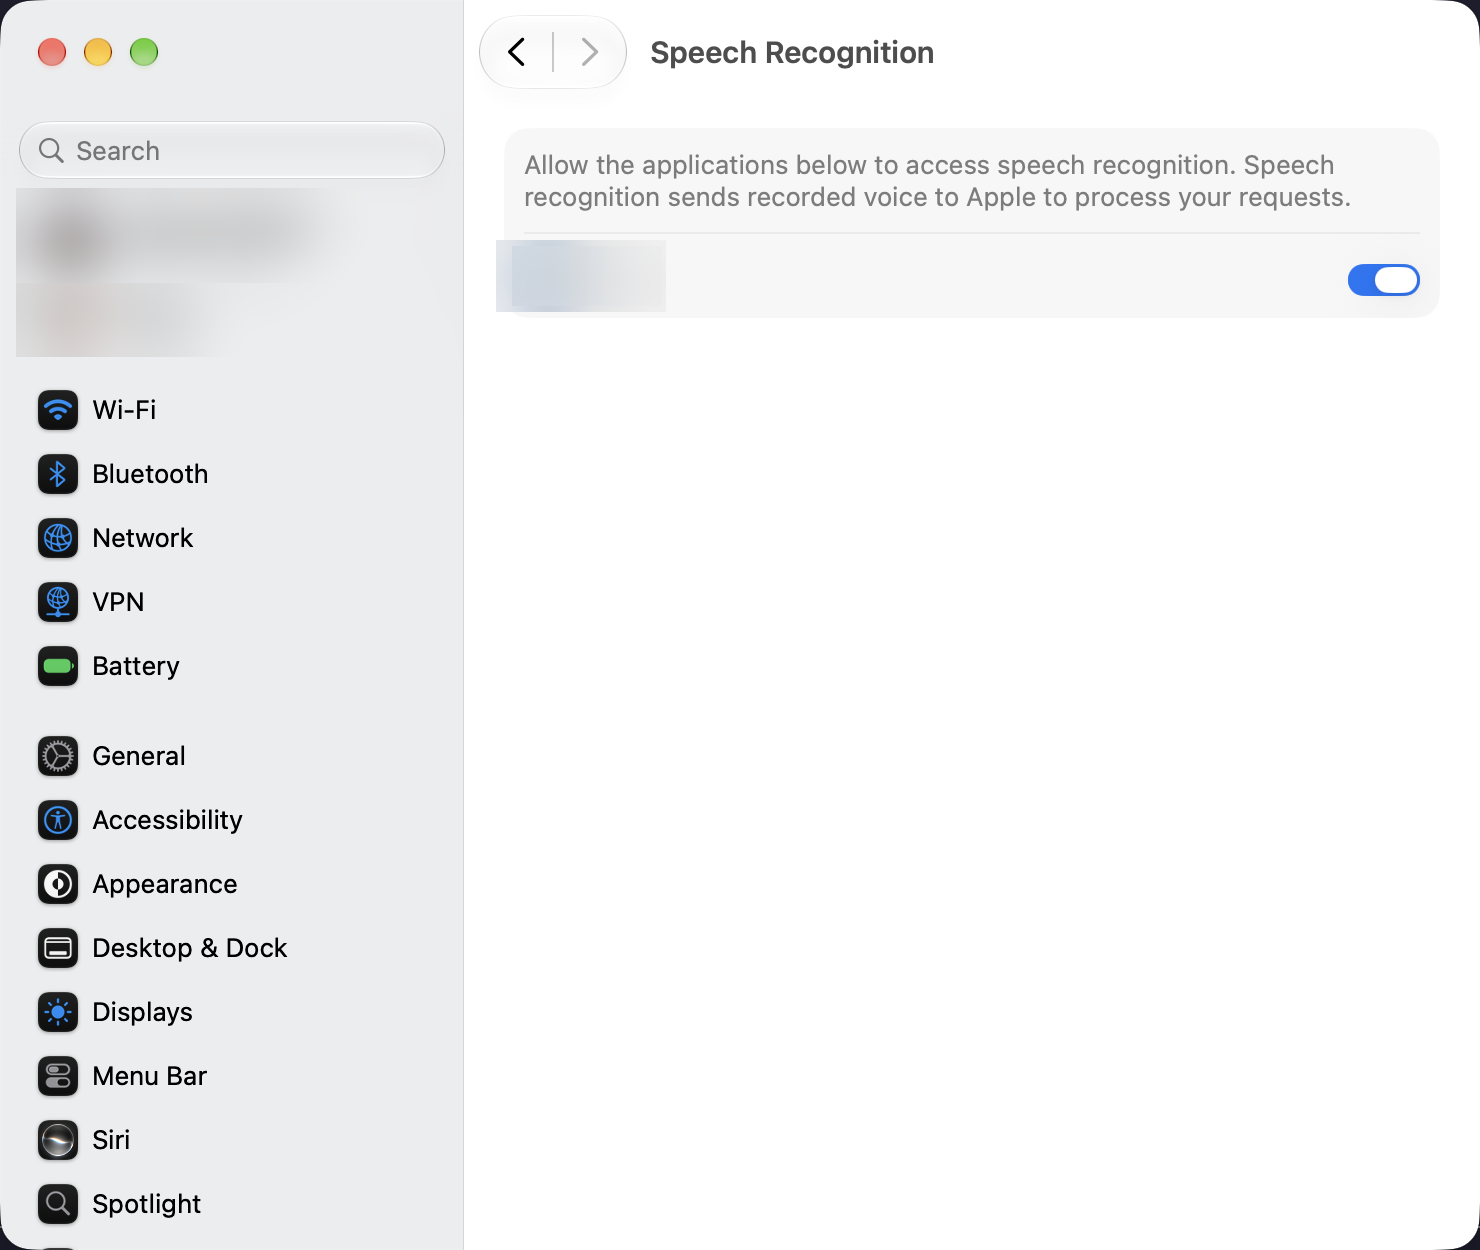 Search
Wi-Fi
Bluetooth
Network
VPN
Battery
General
Accessibility
Appearance
Desktop & Dock
Displays
Menu Bar
Siri
Spotlight
Speech Recognition
Allow the applications below to access speech recognition. Speech
recognition sends recorded voice to Apple to process your requests.